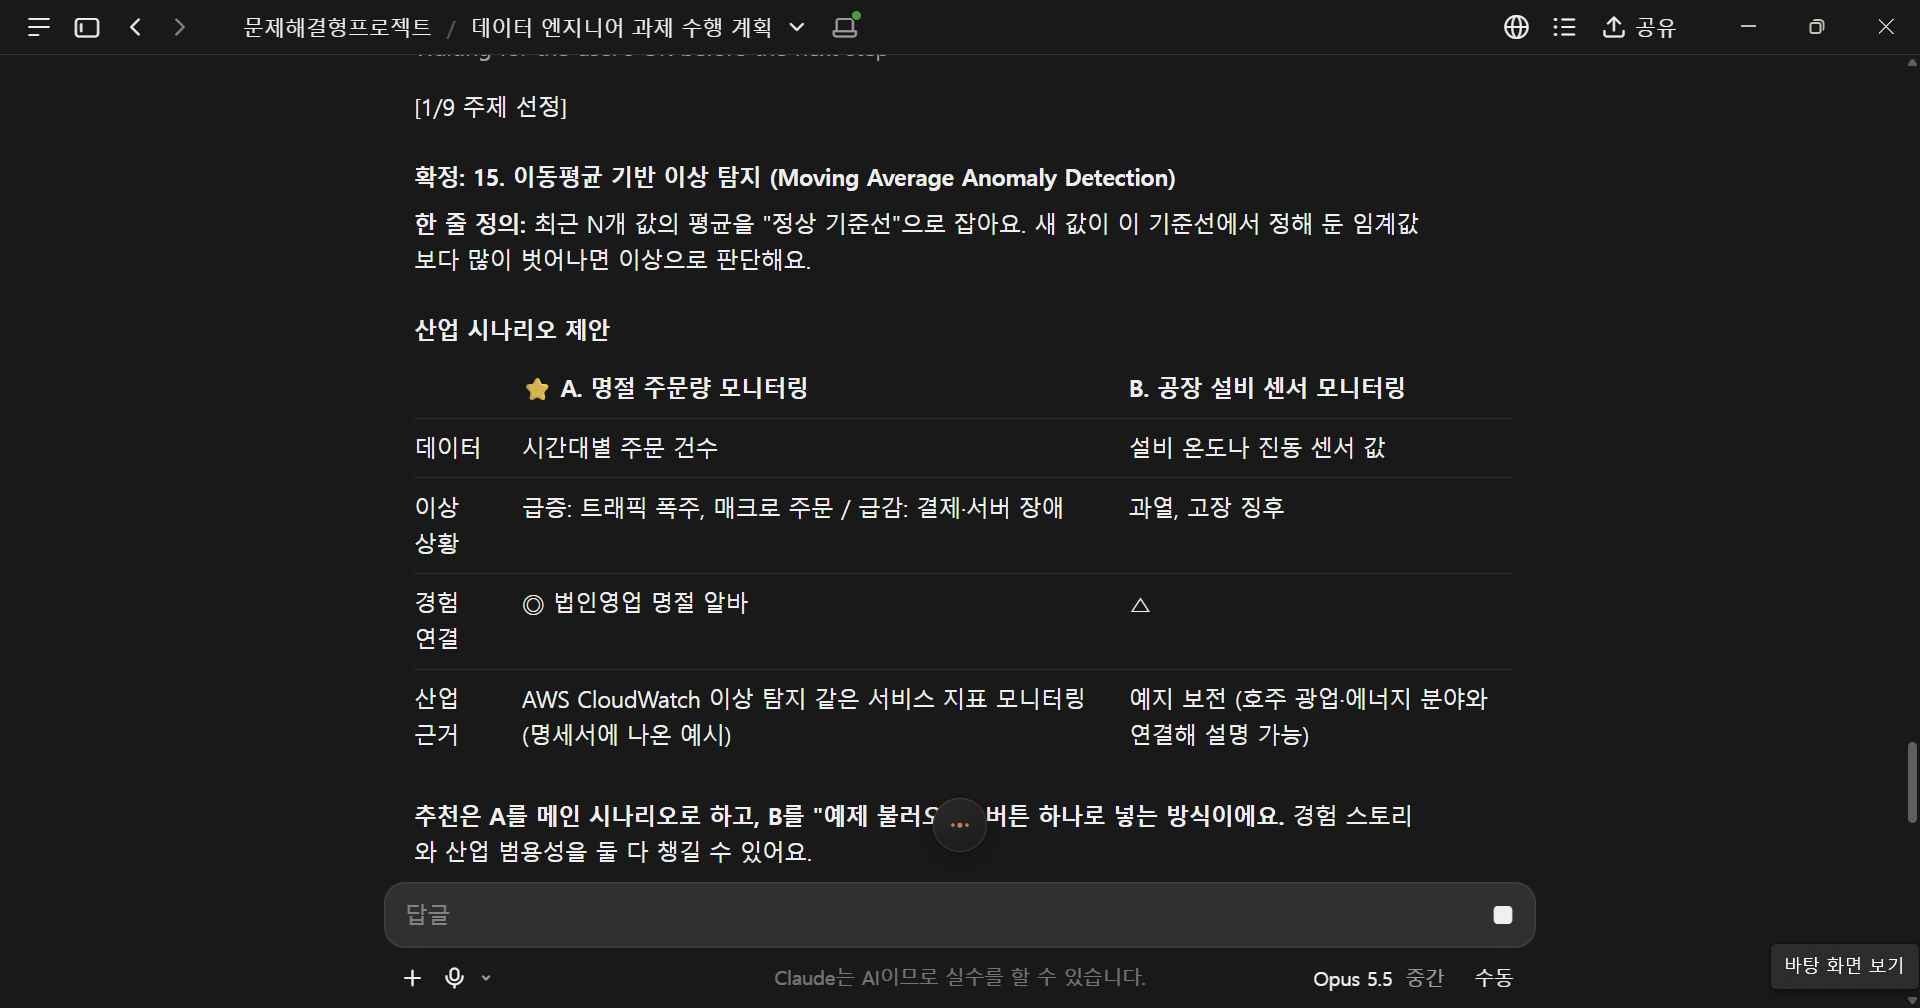 문제해결형프로젝트 / 데이터 엔지니어 과제 수행 계획
공유
[1/9 주제 선정]
확정: 15. 이동평균 기반 이상 탐지 (Moving Average Anomaly Detection)
한 줄 정의: 최근 N개 값의 평균을 "정상 기준선"으로 잡아요. 새 값이 이 기준선에서 정해 둔 임계값
보다 많이 벗어나면 이상으로 판단해요.
산업 시나리오 제안
⭐ A. 명절 주문량 모니터링
B. 공장 설비 센서 모니터링
데이터
시간대별 주문 건수
설비 온도나 진동 센서 값
이상
상황
급증: 트래픽 폭주, 매크로 주문 / 급감: 결제·서버 장애
과열, 고장 징후
경험
연결
◎ 법인영업 명절 알바
△
산업
근거
AWS CloudWatch 이상 탐지 같은 서비스 지표 모니터링
(명세서에 나온 예시)
예지 보전 (호주 광업·에너지 분야와
연결해 설명 가능)
추천은 A를 메인 시나리오로 하고, B를 "예제 버튼 하나로 넣는 방식이에요. 경험 스토리
와 산업 범용성을 둘 다 챙길 수 있어요.
답글
Claude는 AI이므로 실수를 할 수 있습니다.
Opus 5.5 중간
수동
바탕 화면 보기